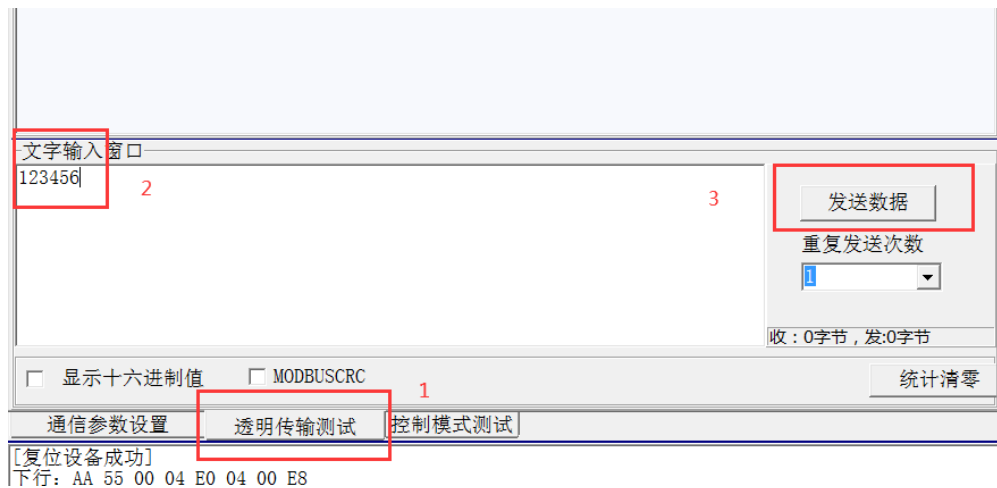 文字输入窗口
123456
2
3
发送数据
重复发送次数
1
收：0字节，发:0字节
显示十六进制值 MODBUSCRC
1
统计清零
通信参数设置 透明传输测试 控制模式测试
[复位设备成功]
下行: AA 55 00 04 E0 04 00 E8